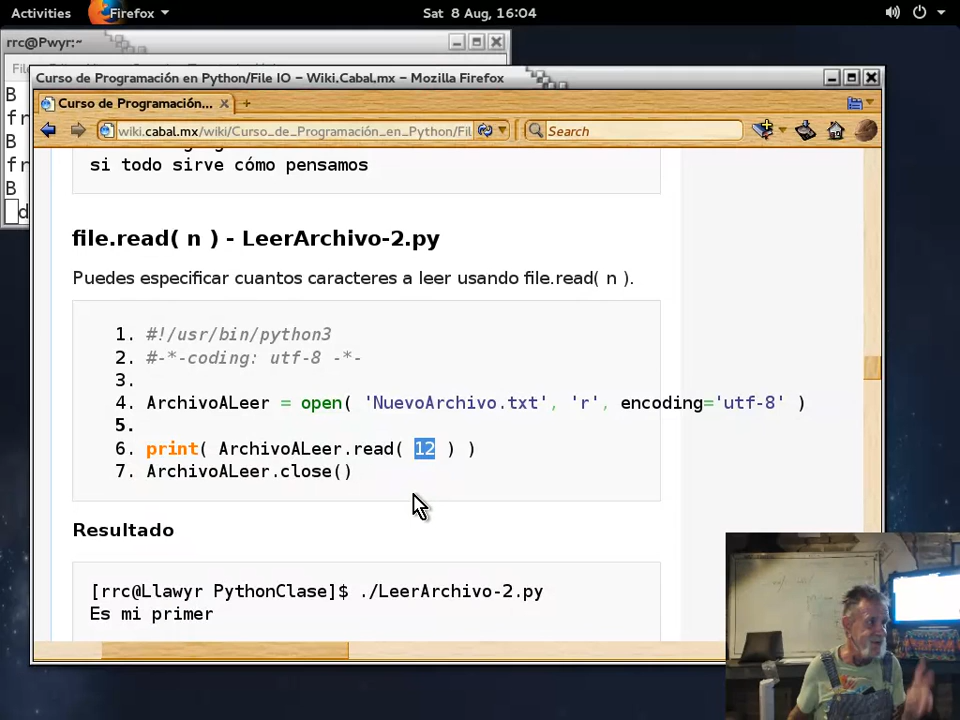 Activities Firefox Sat 8 Aug, 16:04
rrc@Pwyr:~
Curso de Programación en Python/File IO – Wiki.Cabal.mx – Mozilla Firefox
Curso de Programación...
wiki.cabal.mx/wiki/Curso_de_Programación_en_Python/Fil
Search
B
fr
B
fr
B
d
si todo sirve cómo pensamos
file.read( n ) - LeerArchivo-2.py
Puedes especificar cuantos caracteres a leer usando file.read( n ).
1. #!/usr/bin/python3
2. #-*-coding: utf-8 -*-
3.
4. ArchivoALeer = open( 'NuevoArchivo.txt', 'r', encoding='utf-8' )
5.
6. print( ArchivoALeer.read( 12 ) )
7. ArchivoALeer.close()
Resultado
[rrc@Llawyr PythonClase]$ ./LeerArchivo-2.py
Es mi primer